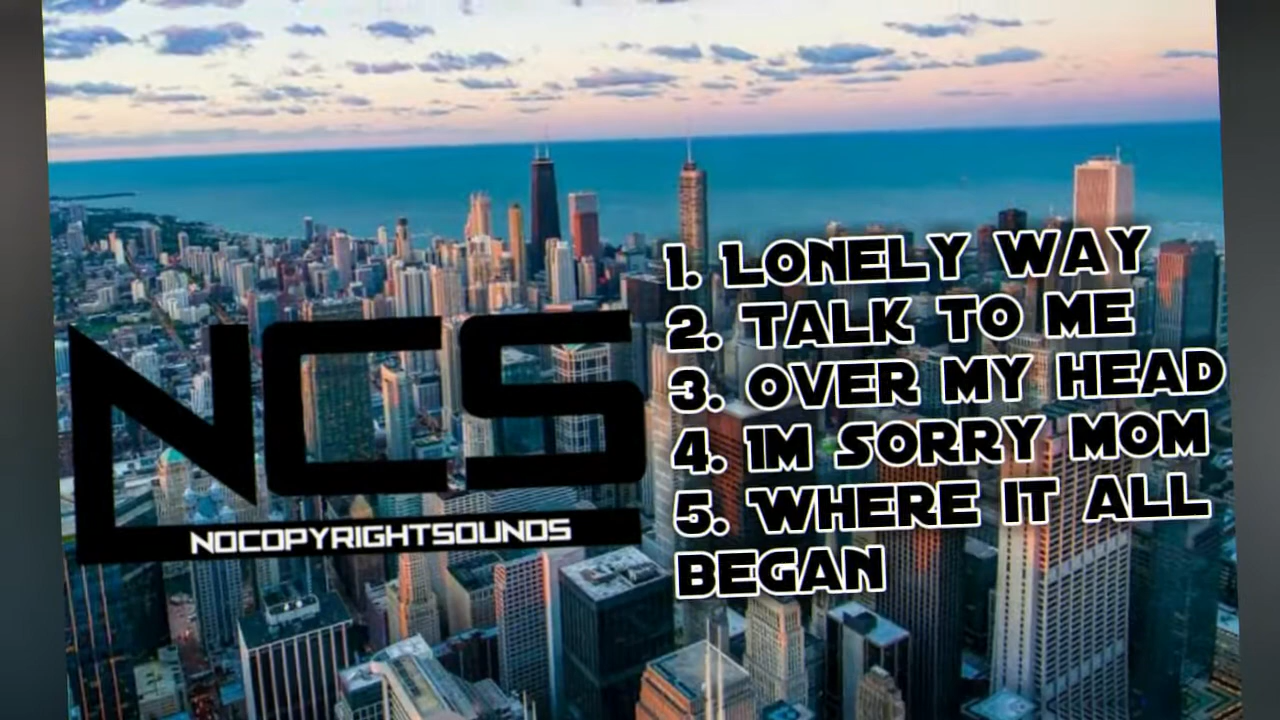 NCS
NOCOPYRIGHTSOUNDS
1. LONELY WAY
2. TALK TO ME
3. OVER MY HEAD
4. IM SORRY MOM
5. WHERE IT ALL
BEGAN